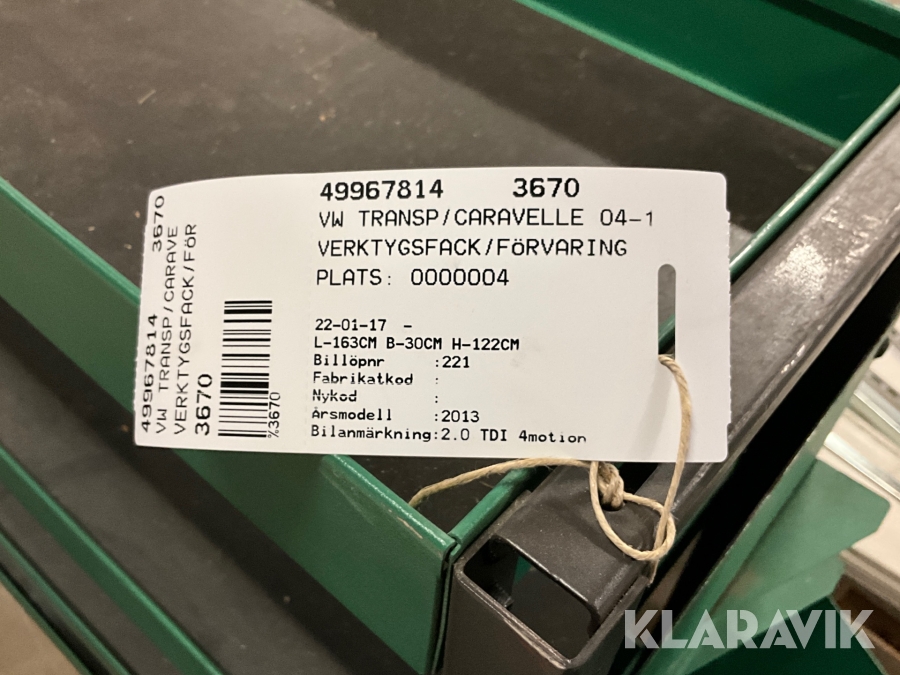 49967814 3670
VW TRANSP/CARAVELLE 04-1
VERKTYGSFACK/FÖRVARING
PLATS: 0000004
22-01-17 -
L-163CM B-30CM H-122CM
Billöpnr :221
Fabrikatkod :
Nykod :
Årsmodell :2013
Bilanmärkning:2.0 TDI 4motion
49967814 3670
VW TRANSP/CARAVE
VERKTYGSFACK/FÖR
3670
%3670
KLARAVIK